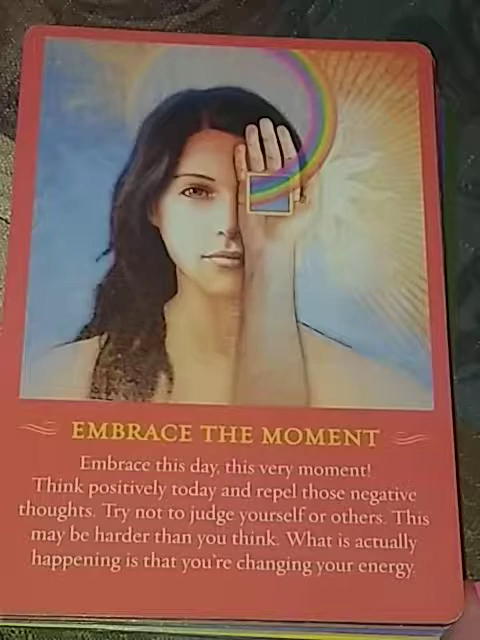 EMBRACE THE MOMENT
Embrace this day, this very moment!
Think positively today and repel those negative
thoughts. Try not to judge yourself or others. This
may be harder than you think. What is actually
happening is that you're changing your energy.